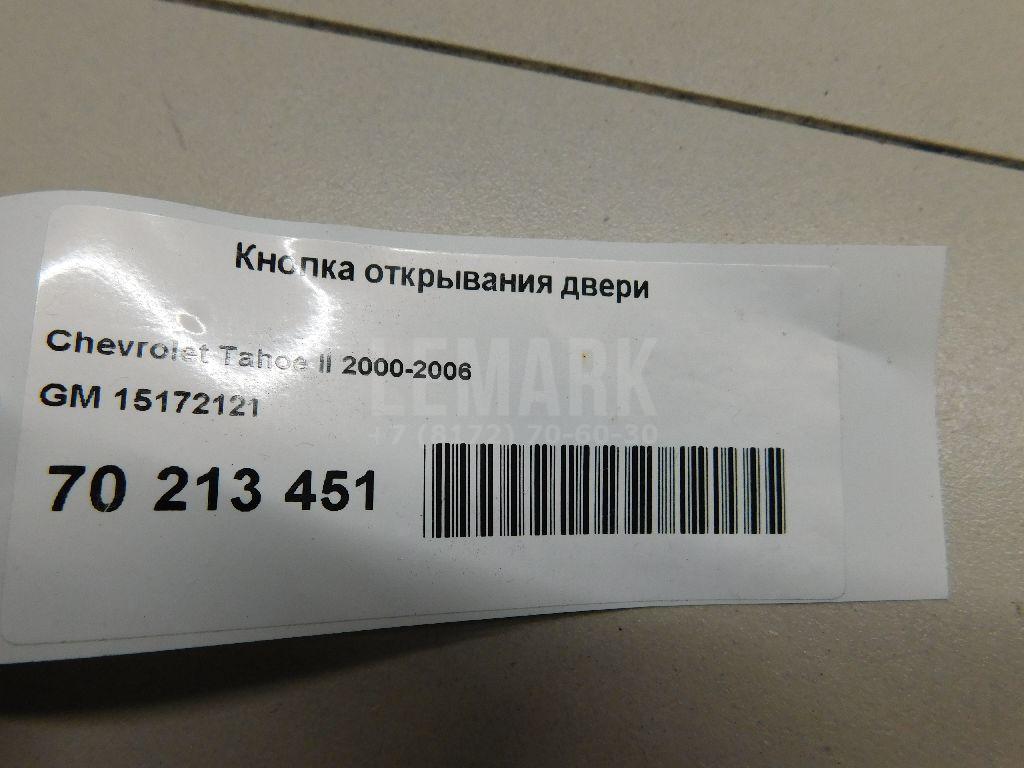 Кнопка открывания двери
Chevrolet Tahoe II 2000-2006
GM 15172121
LEMARK
+7 (8172) 70-60-30
70 213 451